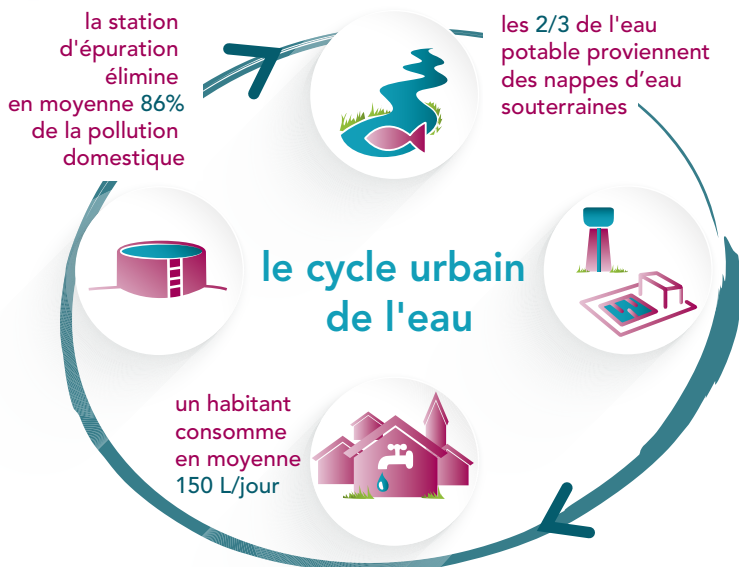 la station
d'épuration
élimine
en moyenne 86%
de la pollution
domestique
les 2/3 de l'eau
potable proviennent
des nappes d’eau
souterraines
le cycle urbain
de l'eau
un habitant
consomme
en moyenne
150 L/jour